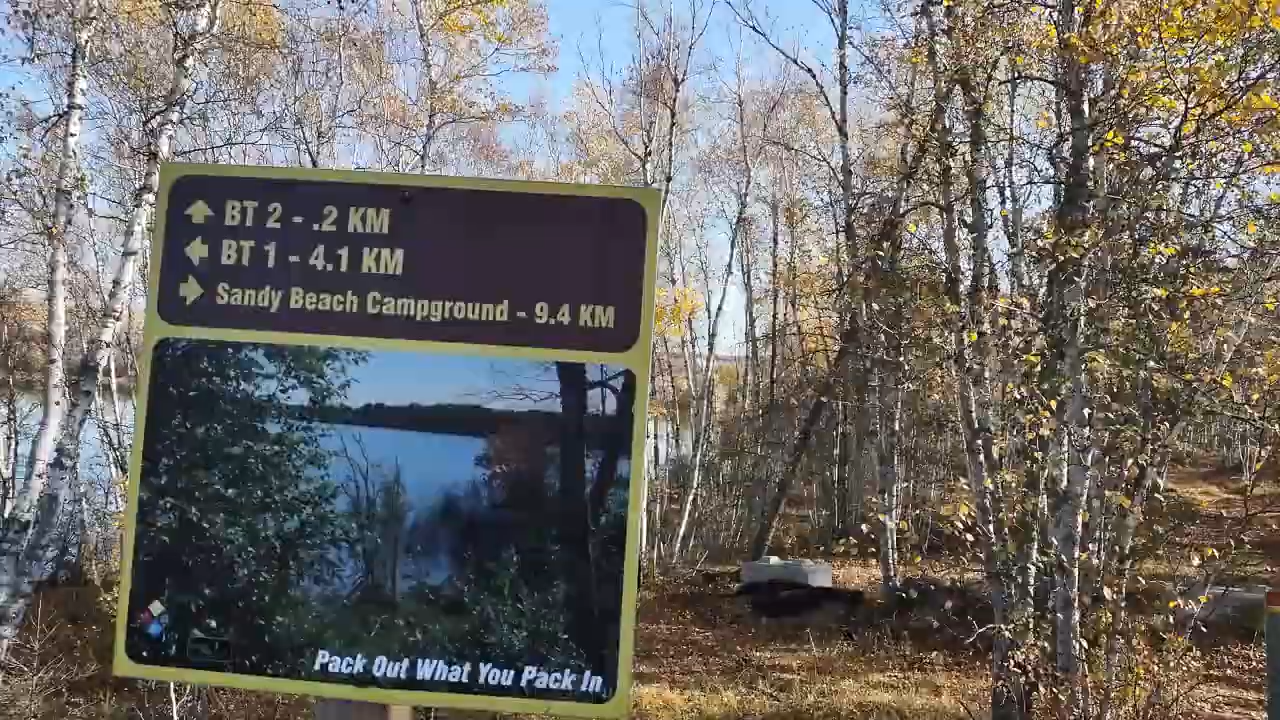 BT 2 - .2 KM
BT 1 - 4.1 KM
Sandy Beach Campground - 9.4 KM
Pack Out What You Pack In